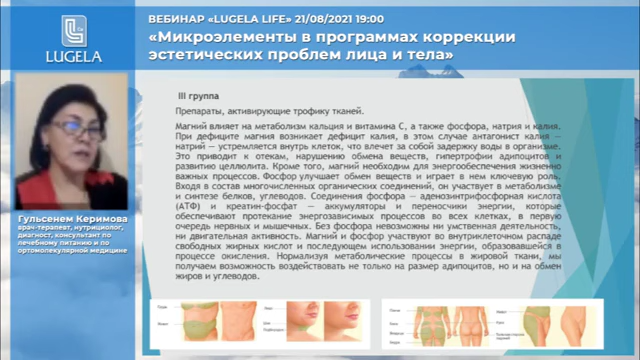 ВЕБИНАР «LUGELA LIFE» 21/08/2021 19:00
«Микроэлементы в программах коррекции
эстетических проблем лица и тела»
LUGELA
III группа
Препараты, активирующие трофику тканей.
Магний влияет на метаболизм кальция и витамина С, а также фосфора, натрия и калия.
При дефиците магния возникает дефицит калия, в этом случае антагонист калия —
натрий — устремляется внутрь клеток, что влечет за собой задержку воды в организме.
Это приводит к отекам, нарушению обмена веществ, гипертрофии адипоцитов и
развитию целлюлита. Кроме того, магний необходим для энергообеспечения жизненно
важных процессов. Фосфор улучшает обмен веществ и играет в нем ключевую роль.
Входя в состав многочисленных органических соединений, он участвует в метаболизме
и синтезе белков, углеводов. Соединения фосфора — аденозинтрифосфорная кислота
(АТФ) и креатин-фосфат — аккумуляторы и переносчики энергии, которые
обеспечивают протекание энергозависимых процессов во всех клетках, в первую
очередь нервных и мышечных. Без фосфора невозможны ни умственная деятельность,
ни двигательная активность. Магний и фосфор участвуют во внутриклеточном распаде
свободных жирных кислот и последующем использовании энергии, образовавшейся в
процессе окисления. Нормализуя метаболические процессы в жировой ткани, мы
получаем возможность воздействовать не только на размер адипоцитов, но и на обмен
жиров и углеводов.
Гульсенем Керимова
врач-терапевт, нутрициолог,
диагност, консультант по
лечебному питанию и по
ортомолекулярной медицине